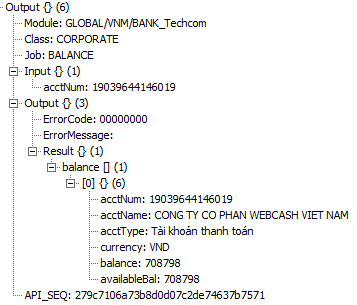 Output {} (6)
Module: GLOBAL/VNM/BANK_Techcom
Class: CORPORATE
Job: BALANCE
Input {} (1)
acctNum: 19039644146019
Output {} (3)
ErrorCode: 00000000
ErrorMessage:
Result {} (1)
balance [] (1)
[0] {} (6)
acctNum: 19039644146019
acctName: CONG TY CO PHAN WEBCASH VIET NAM
acctType: Tài khoản thanh toán
currency: VND
balance: 708798
availableBal: 708798
API_SEQ: 279c7106a73b8d0d07c2de74637b7571